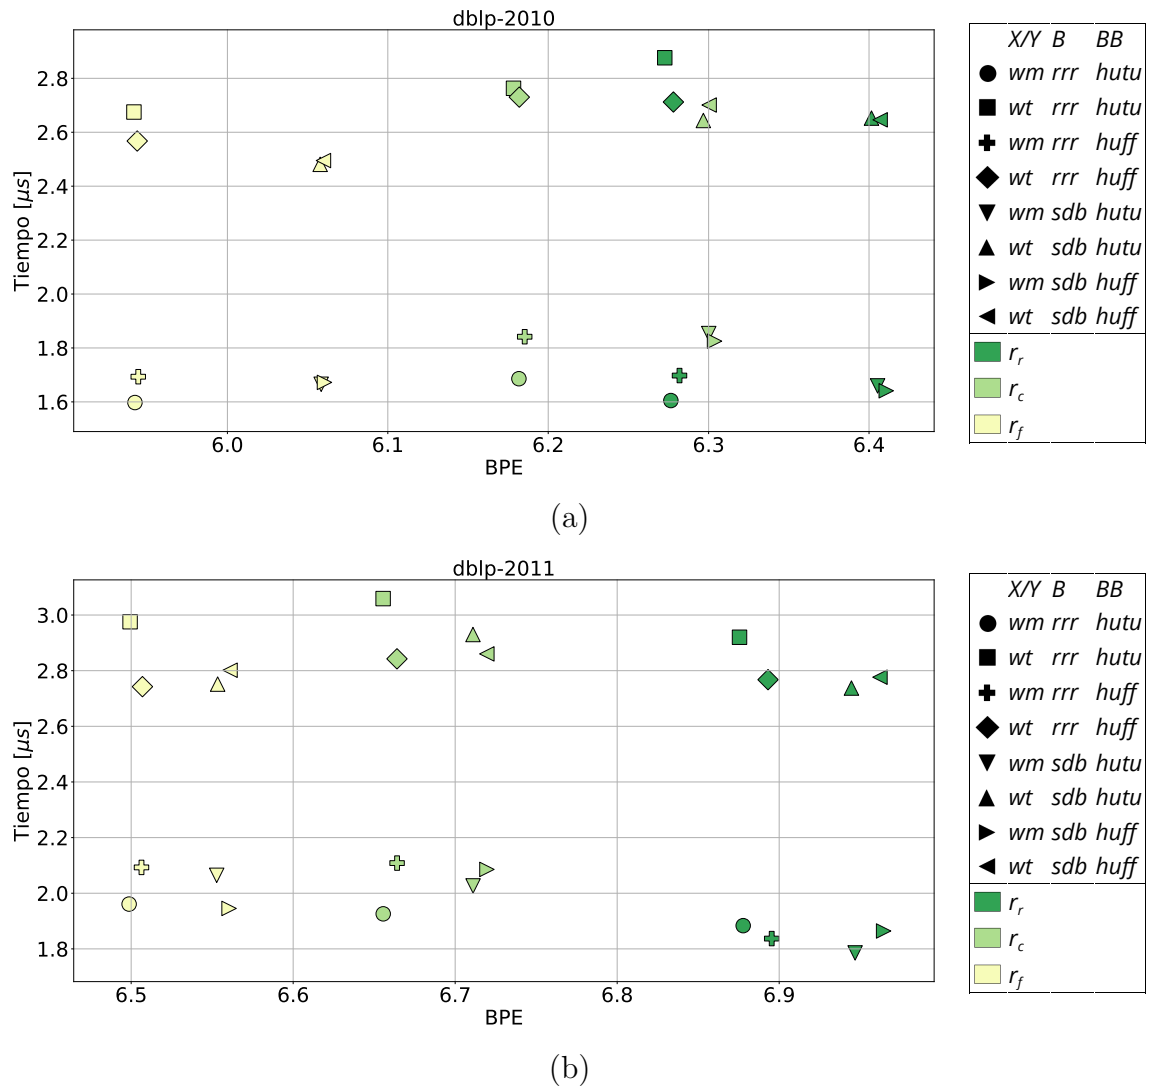 dblp-2010
2.8
2.6
2.4
2.2
2.0
1.8
1.6
Tiempo [μs]
6.0 6.1 6.2 6.3 6.4
BPE
X/Y B BB
wm rrr hutu
wt rrr hutu
wm rrr huff
wt rrr huff
wm sdb hutu
wt sdb hutu
wm sdb huff
wt sdb huff
r_r
r_c
r_f
(a)
dblp-2011
3.0
2.8
2.6
2.4
2.2
2.0
1.8
Tiempo [μs]
6.5 6.6 6.7 6.8 6.9
BPE
X/Y B BB
wm rrr hutu
wt rrr hutu
wm rrr huff
wt rrr huff
wm sdb hutu
wt sdb hutu
wm sdb huff
wt sdb huff
r_r
r_c
r_f
(b)